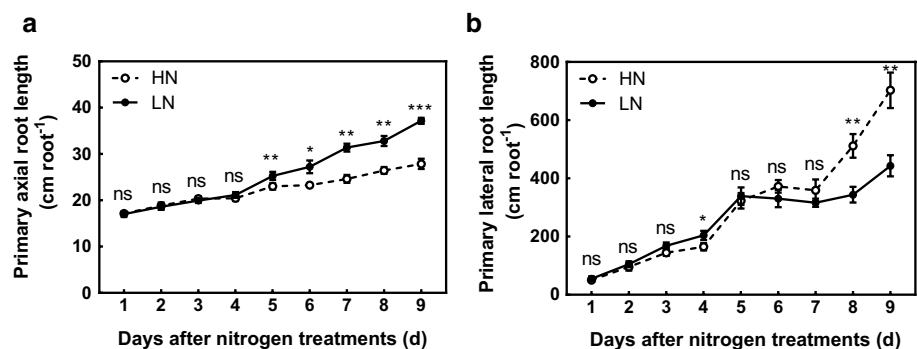 a
Primary axial root length
(cm root⁻¹)
50
40
30
20
10
0
HN
LN
ns
ns
ns
ns
**
*
**
**
***
1 2 3 4 5 6 7 8 9
Days after nitrogen treatments (d)
b
Primary lateral root length
(cm root⁻¹)
800
600
400
200
0
HN
LN
ns
ns
ns
*
ns
ns
ns
**
**
1 2 3 4 5 6 7 8 9
Days after nitrogen treatments (d)